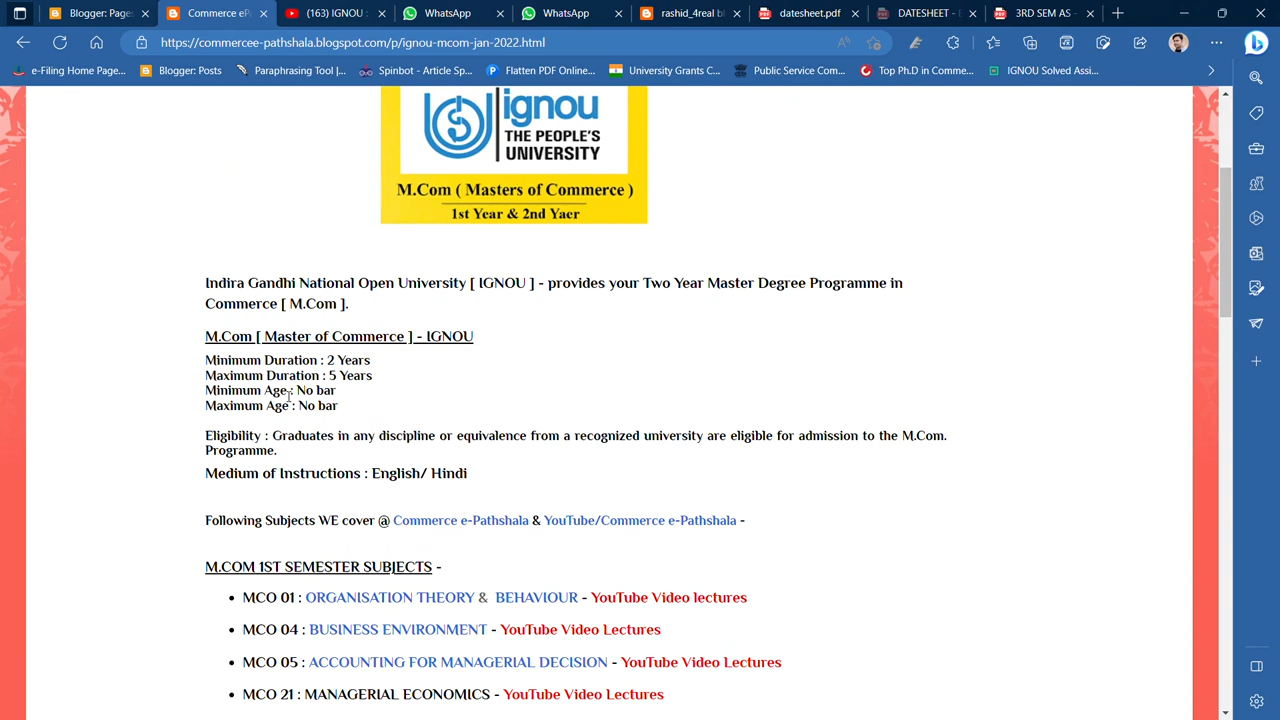 Blogger: Page
Commerce eP
(163) IGNOU :
WhatsApp
WhatsApp
rashid_4real bl
datesheet.pdf
DATESHEET - E
3RD SEM AS -
https://commercee-pathshala.blogspot.com/p/ignou-mcom-jan-2022.html
e-Filing Home Page...
Blogger: Posts
Paraphrasing Tool |...
Spinbot - Article Sp...
Flatten PDF Online...
University Grants C...
Public Service Com...
Top Ph.D in Comme...
IGNOU Solved Assi...
ignou
THE PEOPLE'S
UNIVERSITY
M.Com ( Masters of Commerce )
1st Year & 2nd Yaer
Indira Gandhi National Open University [ IGNOU ] - provides your Two Year Master Degree Programme in
Commerce [ M.Com ].
M.Com [ Master of Commerce ] - IGNOU
Minimum Duration : 2 Years
Maximum Duration : 5 Years
Minimum Age : No bar
Maximum Age : No bar
Eligibility : Graduates in any discipline or equivalence from a recognized university are eligible for admission to the M.Com.
Programme.
Medium of Instructions : English/ Hindi
Following Subjects WE cover @ Commerce e-Pathshala & YouTube/Commerce e-Pathshala -
M.COM 1ST SEMESTER SUBJECTS -
• MCO 01 : ORGANISATION THEORY & BEHAVIOUR - YouTube Video lectures
• MCO 04 : BUSINESS ENVIRONMENT - YouTube Video Lectures
• MCO 05 : ACCOUNTING FOR MANAGERIAL DECISION - YouTube Video Lectures
• MCO 21 : MANAGERIAL ECONOMICS - YouTube Video Lectures